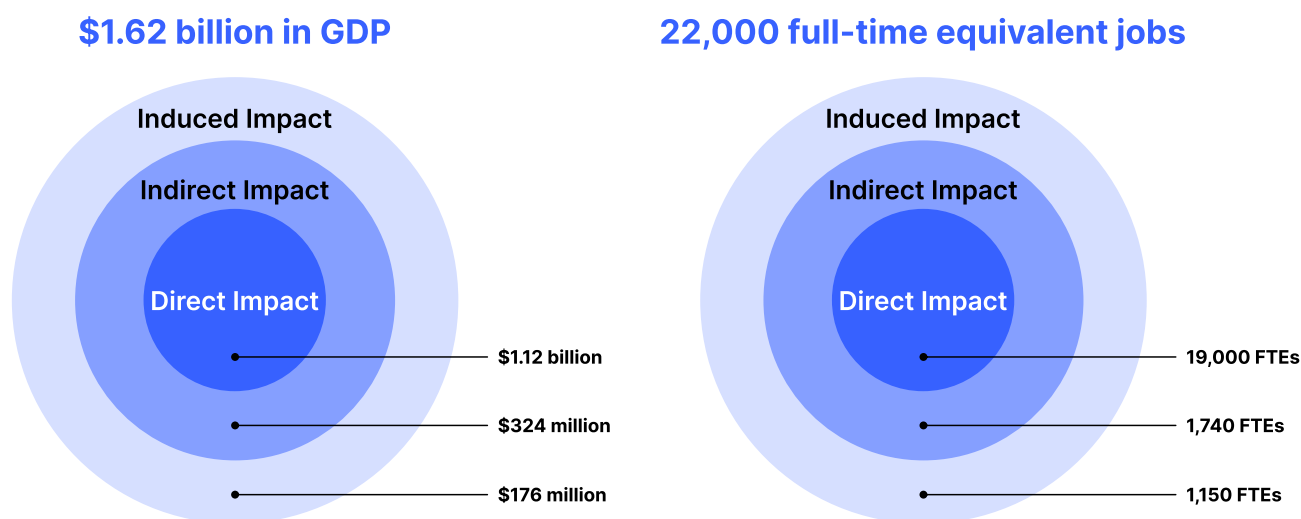 $1.62 billion in GDP
Induced Impact
Indirect Impact
Direct Impact
$1.12 billion
$324 million
$176 million
22,000 full-time equivalent jobs
Induced Impact
Indirect Impact
Direct Impact
19,000 FTEs
1,740 FTEs
1,150 FTEs